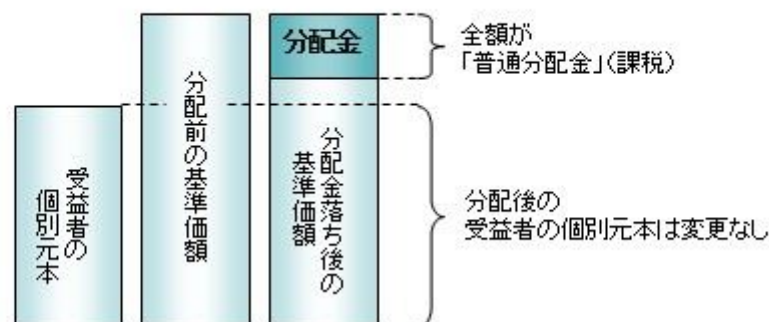 受益者の
個別元本
分配前の基準価額
分配金
分配金落ち後の
基準価額
全額が
「普通分配金」(課税)
分配後の
受益者の個別元本は変更なし